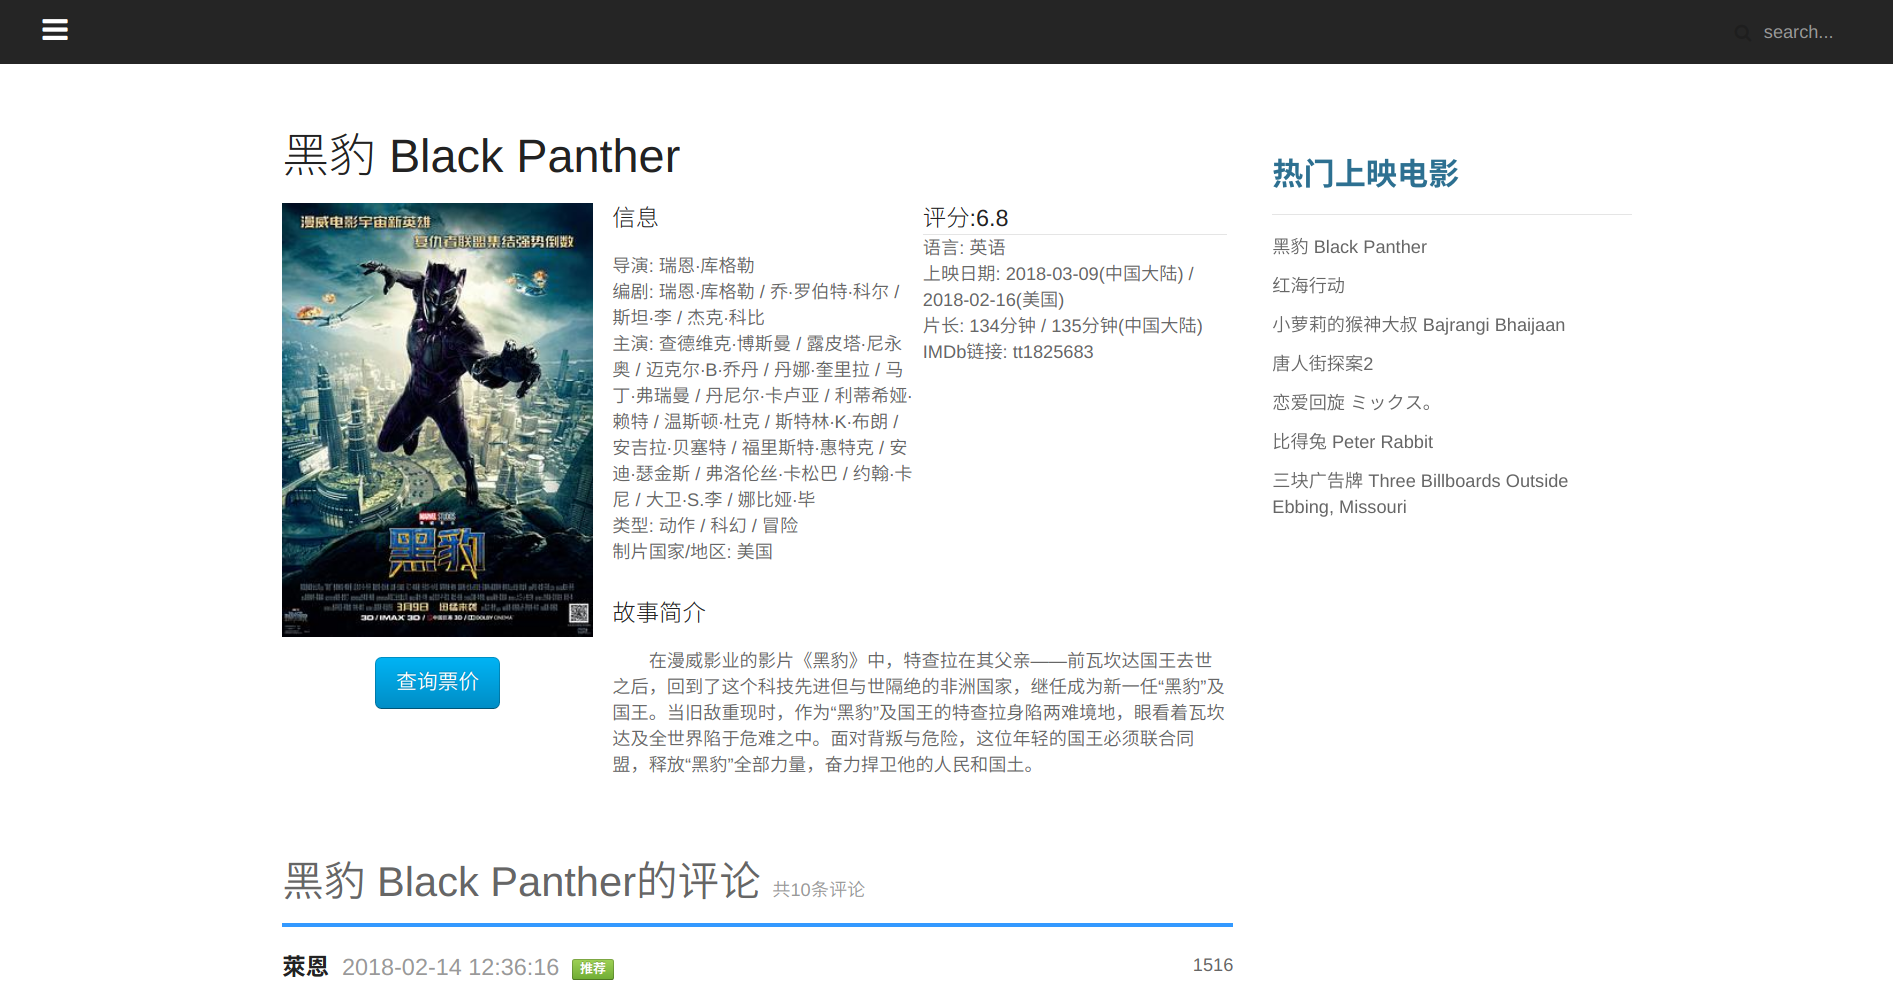 search...
黑豹 Black Panther
漫威电影宇宙新英雄
复仇者联盟集结强势倒数
MARVEL STUDIOS
黑豹
3月9日 迅猛来袭
查询票价
信息
导演: 瑞恩·库格勒
编剧: 瑞恩·库格勒 / 乔·罗伯特·科尔 /
斯坦·李 / 杰克·科比
主演: 查德维克·博斯曼 / 露皮塔·尼永
奥 / 迈克尔·B·乔丹 / 丹娜·奎里拉 / 马
丁·弗瑞曼 / 丹尼尔·卡卢亚 / 利蒂希娅·
赖特 / 温斯顿·杜克 / 斯特林·K·布朗 /
安吉拉·贝塞特 / 福里斯特·惠特克 / 安
迪·瑟金斯 / 弗洛伦丝·卡松巴 / 约翰·卡
尼 / 大卫·S.李 / 娜比娅·毕
类型: 动作 / 科幻 / 冒险
制片国家/地区: 美国
评分:6.8
语言: 英语
上映日期: 2018-03-09(中国大陆) /
2018-02-16(美国)
片长: 134分钟 / 135分钟(中国大陆)
IMDb链接: tt1825683
故事简介
在漫威影业的影片《黑豹》中，特查拉在其父亲——前瓦坎达国王去世
之后，回到了这个科技先进但与世隔绝的非洲国家，继任成为新一任“黑豹”及
国王。当旧敌重现时，作为“黑豹”及国王的特查拉身陷两难境地，眼看着瓦坎
达及全世界陷于危难之中。面对背叛与危险，这位年轻的国王必须联合同
盟，释放“黑豹”全部力量，奋力捍卫他的人民和国土。
热门上映电影
黑豹 Black Panther
红海行动
小萝莉的猴神大叔 Bajrangi Bhaijaan
唐人街探案2
恋爱回旋 ミックス。
比得兔 Peter Rabbit
三块广告牌 Three Billboards Outside
Ebbing, Missouri
黑豹 Black Panther的评论 共10条评论
萊恩 2018-02-14 12:36:16 推荐 1516